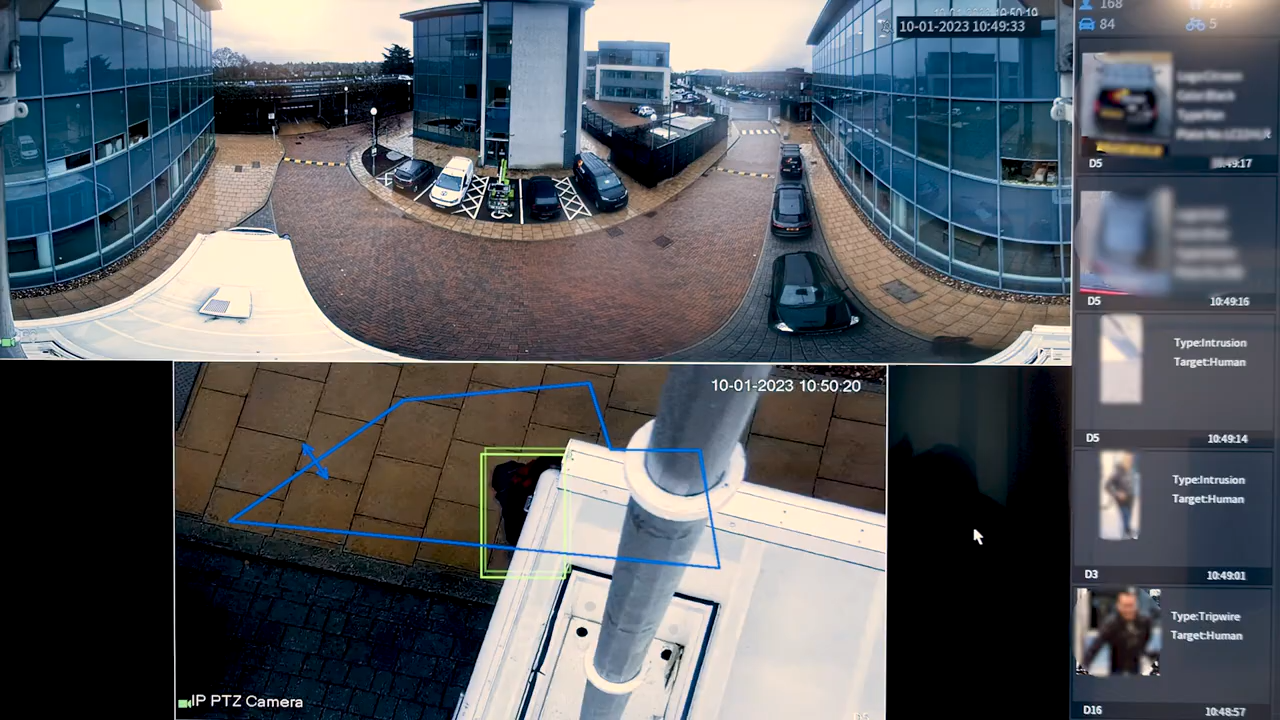 10-01-2023 10:49:33
168
84
5
D5
:49:17
D5
10:49:16
Type:Intrusion
Target:Human
D5
10:49:14
Type:Intrusion
Target:Human
D3
10:49:01
Type:Tripwire
Target:Human
D16
10:48:57
10-01-2023 10:50:20
IP PTZ Camera